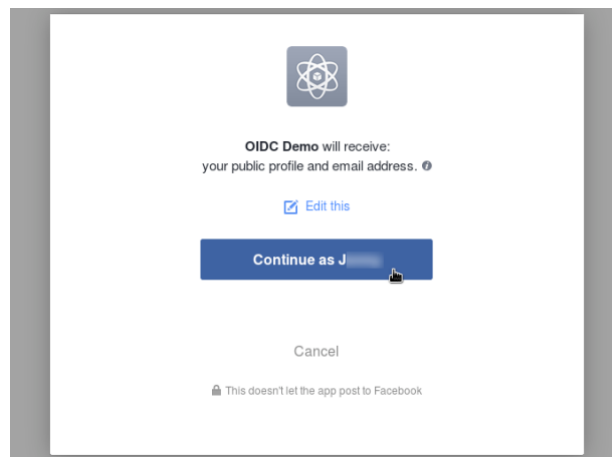 OIDC Demo will receive:
your public profile and email address.
Edit this
Continue as J
Cancel
This doesn't let the app post to Facebook